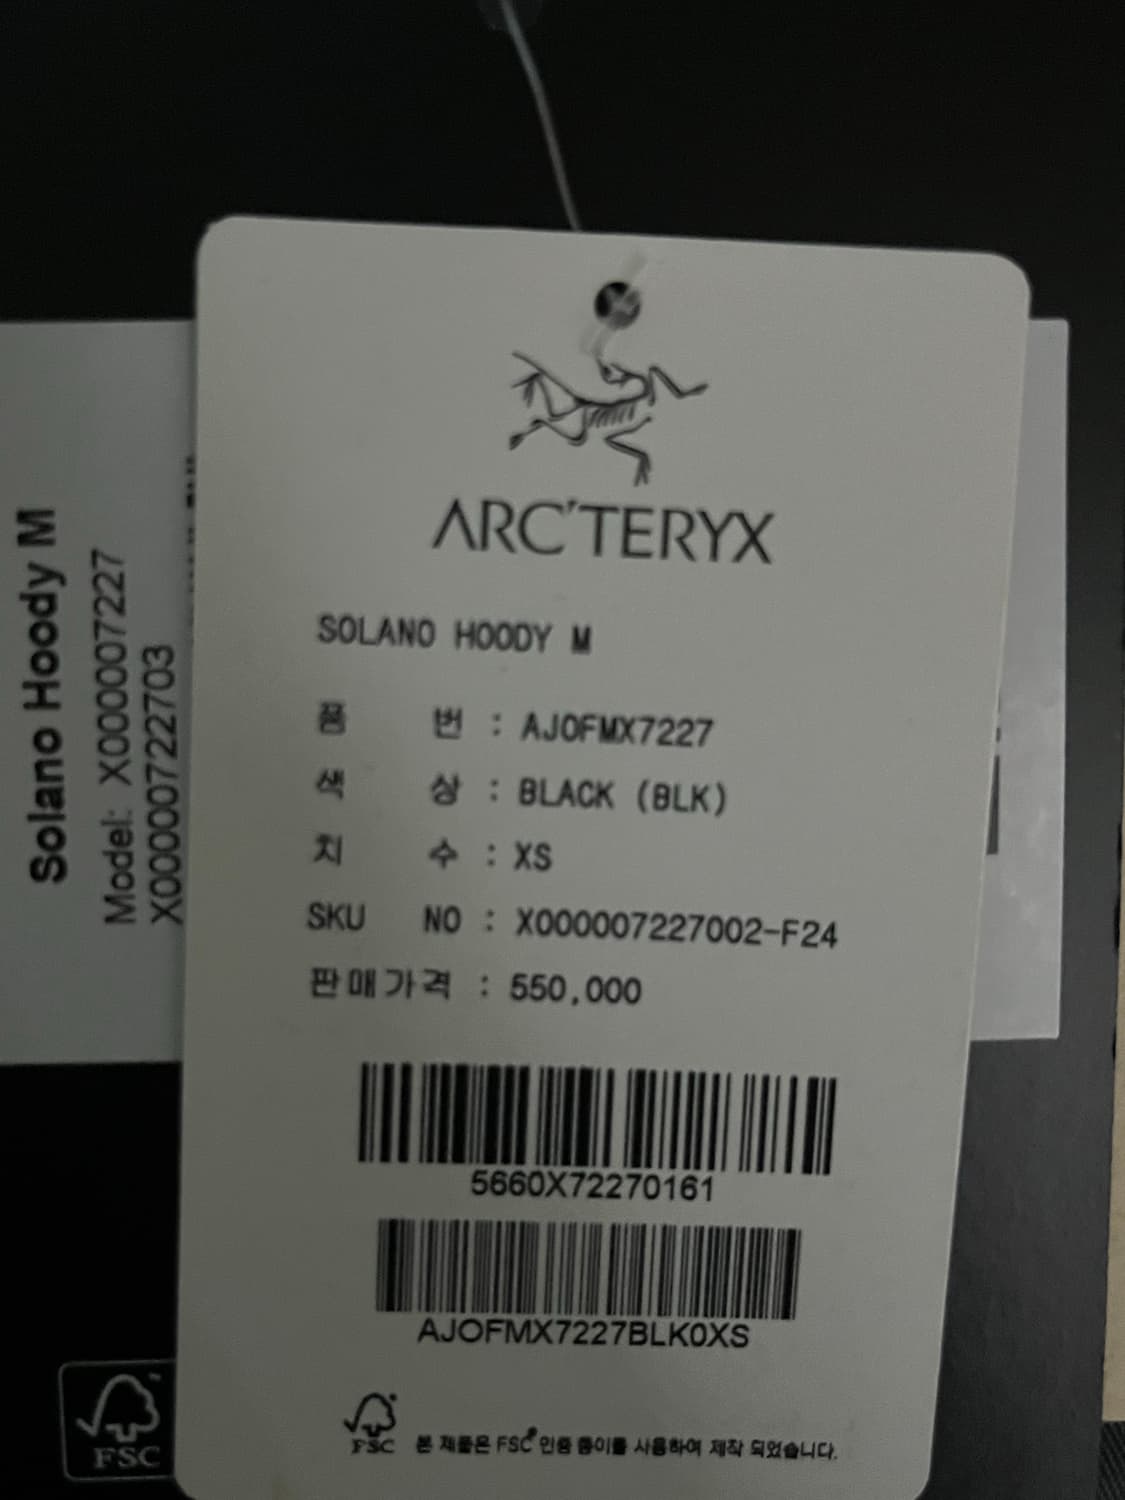 ARC'TERYX
SOLANO HOODY M
품 번 : AJOFMX7227
색 상 : BLACK (BLK)
치 수 : XS
SKU NO : X000007227002-F24
판매가격 : 550,000
5660X72270161
AJOFMX7227BLK0XS
FSC 본 제품은 FSC® 인증 종이를 사용하여 제작 되었습니다.
Solano Hoody M
Model: X000007227
X00000722703
FSC